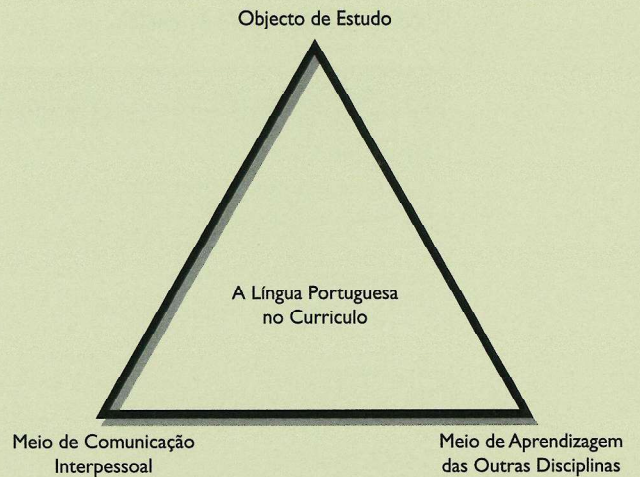 Objecto de Estudo
A Língua Portuguesa
no Curriculo
Meio de Comunicação
Interpessoal
Meio de Aprendizagem
das Outras Disciplinas